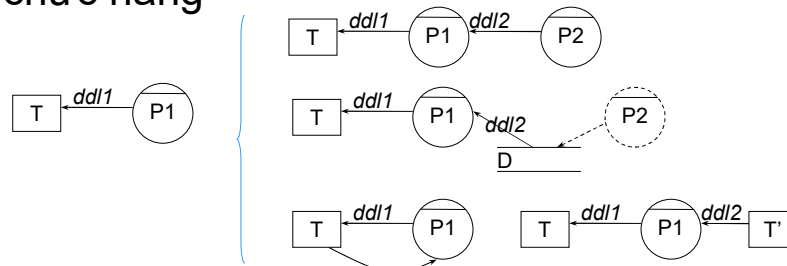 chức năng
T ddl1 P1 ddl2 P2
T ddl1 P1
T ddl1 P1 ddl2 P2
D
T ddl1 P1
T ddl1 P1 ddl2 T'